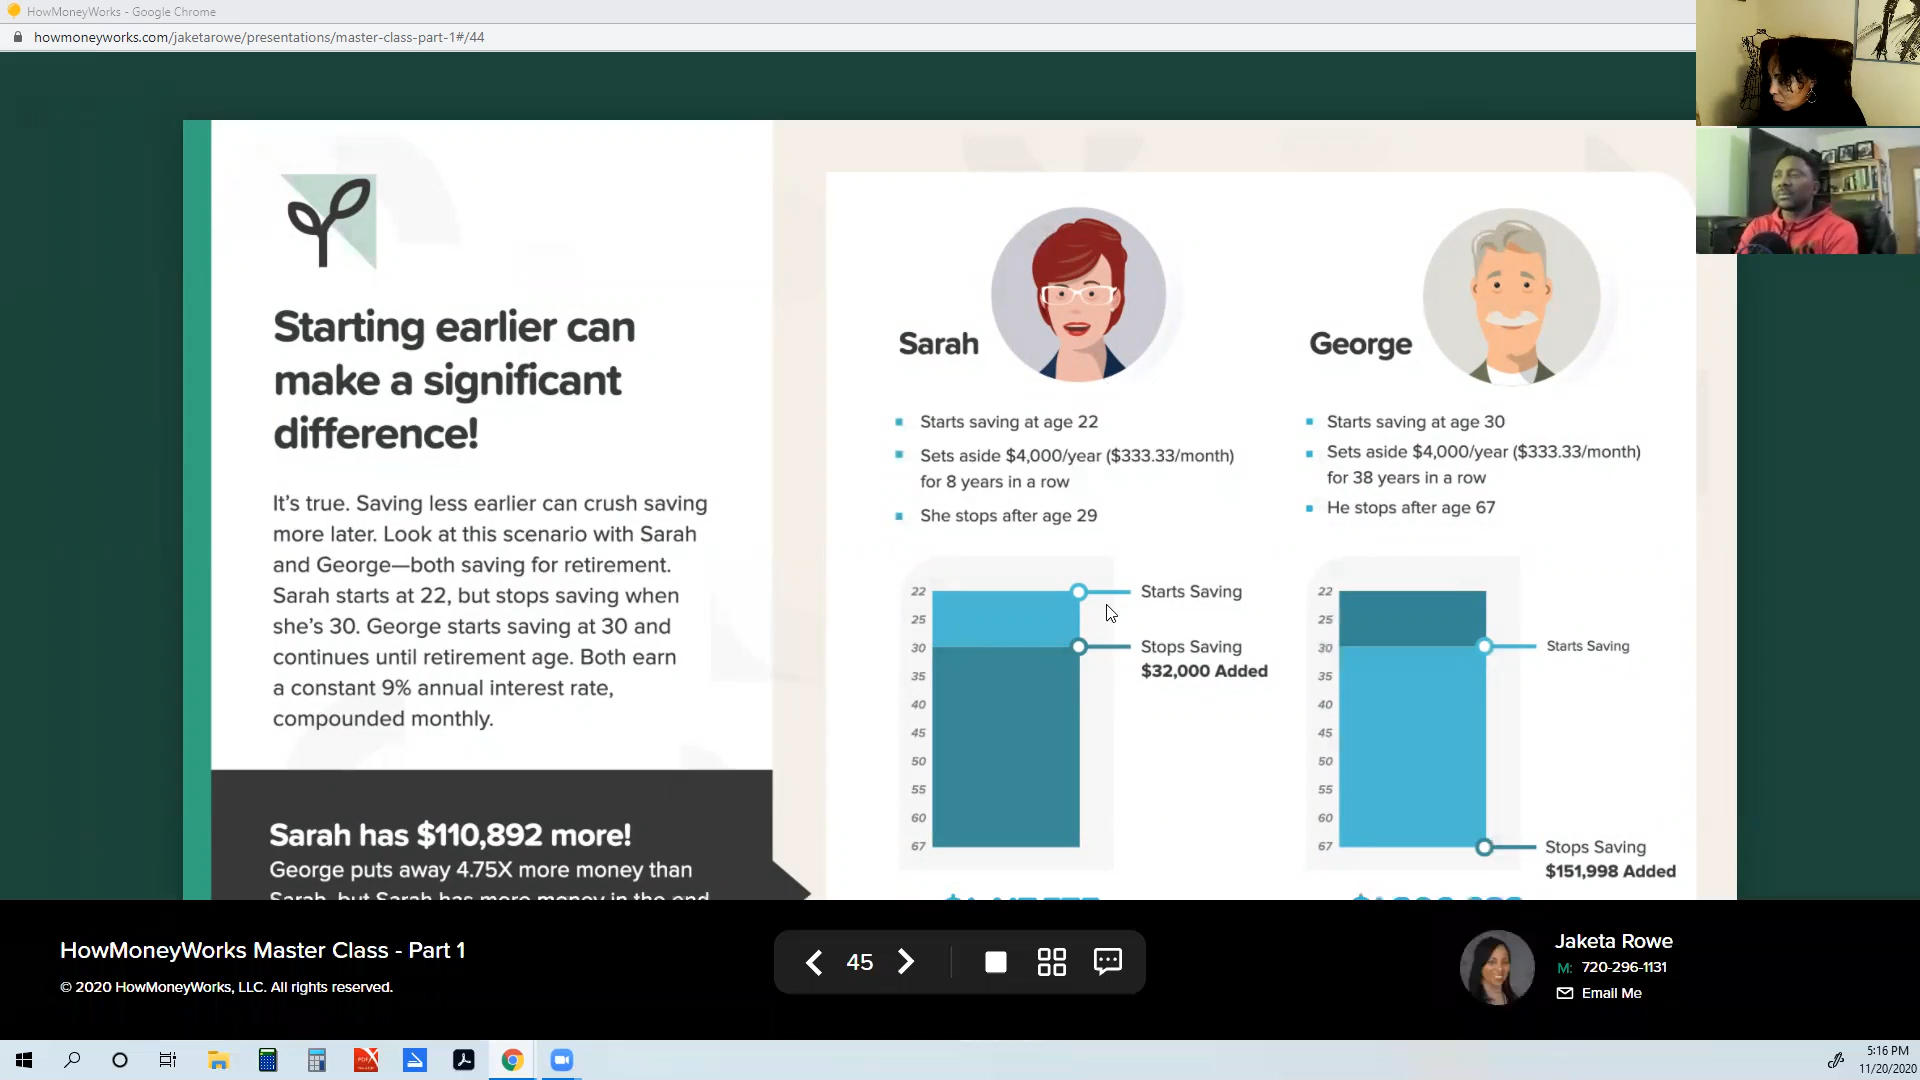 HowMoneyWorks - Google Chrome
howmoneyworks.com/jaketarowe/presentations/master-class-part-1#/44
Starting earlier can
make a significant
difference!
It's true. Saving less earlier can crush saving
more later. Look at this scenario with Sarah
and George—both saving for retirement.
Sarah starts at 22, but stops saving when
she's 30. George starts saving at 30 and
continues until retirement age. Both earn
a constant 9% annual interest rate,
compounded monthly.
Sarah has $110,892 more!
George puts away 4.75X more money than
Sarah, but Sarah has more money in the end
Sarah
Starts saving at age 22
Sets aside $4,000/year ($333.33/month)
for 8 years in a row
She stops after age 29
22
25
30
35
40
45
50
55
60
67
Starts Saving
Stops Saving
$32,000 Added
George
Starts saving at age 30
Sets aside $4,000/year ($333.33/month)
for 38 years in a row
He stops after age 67
22
25
30
35
40
45
50
55
60
67
Starts Saving
Stops Saving
$151,998 Added
HowMoneyWorks Master Class - Part 1
© 2020 HowMoneyWorks, LLC. All rights reserved.
45
Jaketa Rowe
M: 720-296-1131
Email Me
5:16 PM
11/20/2020